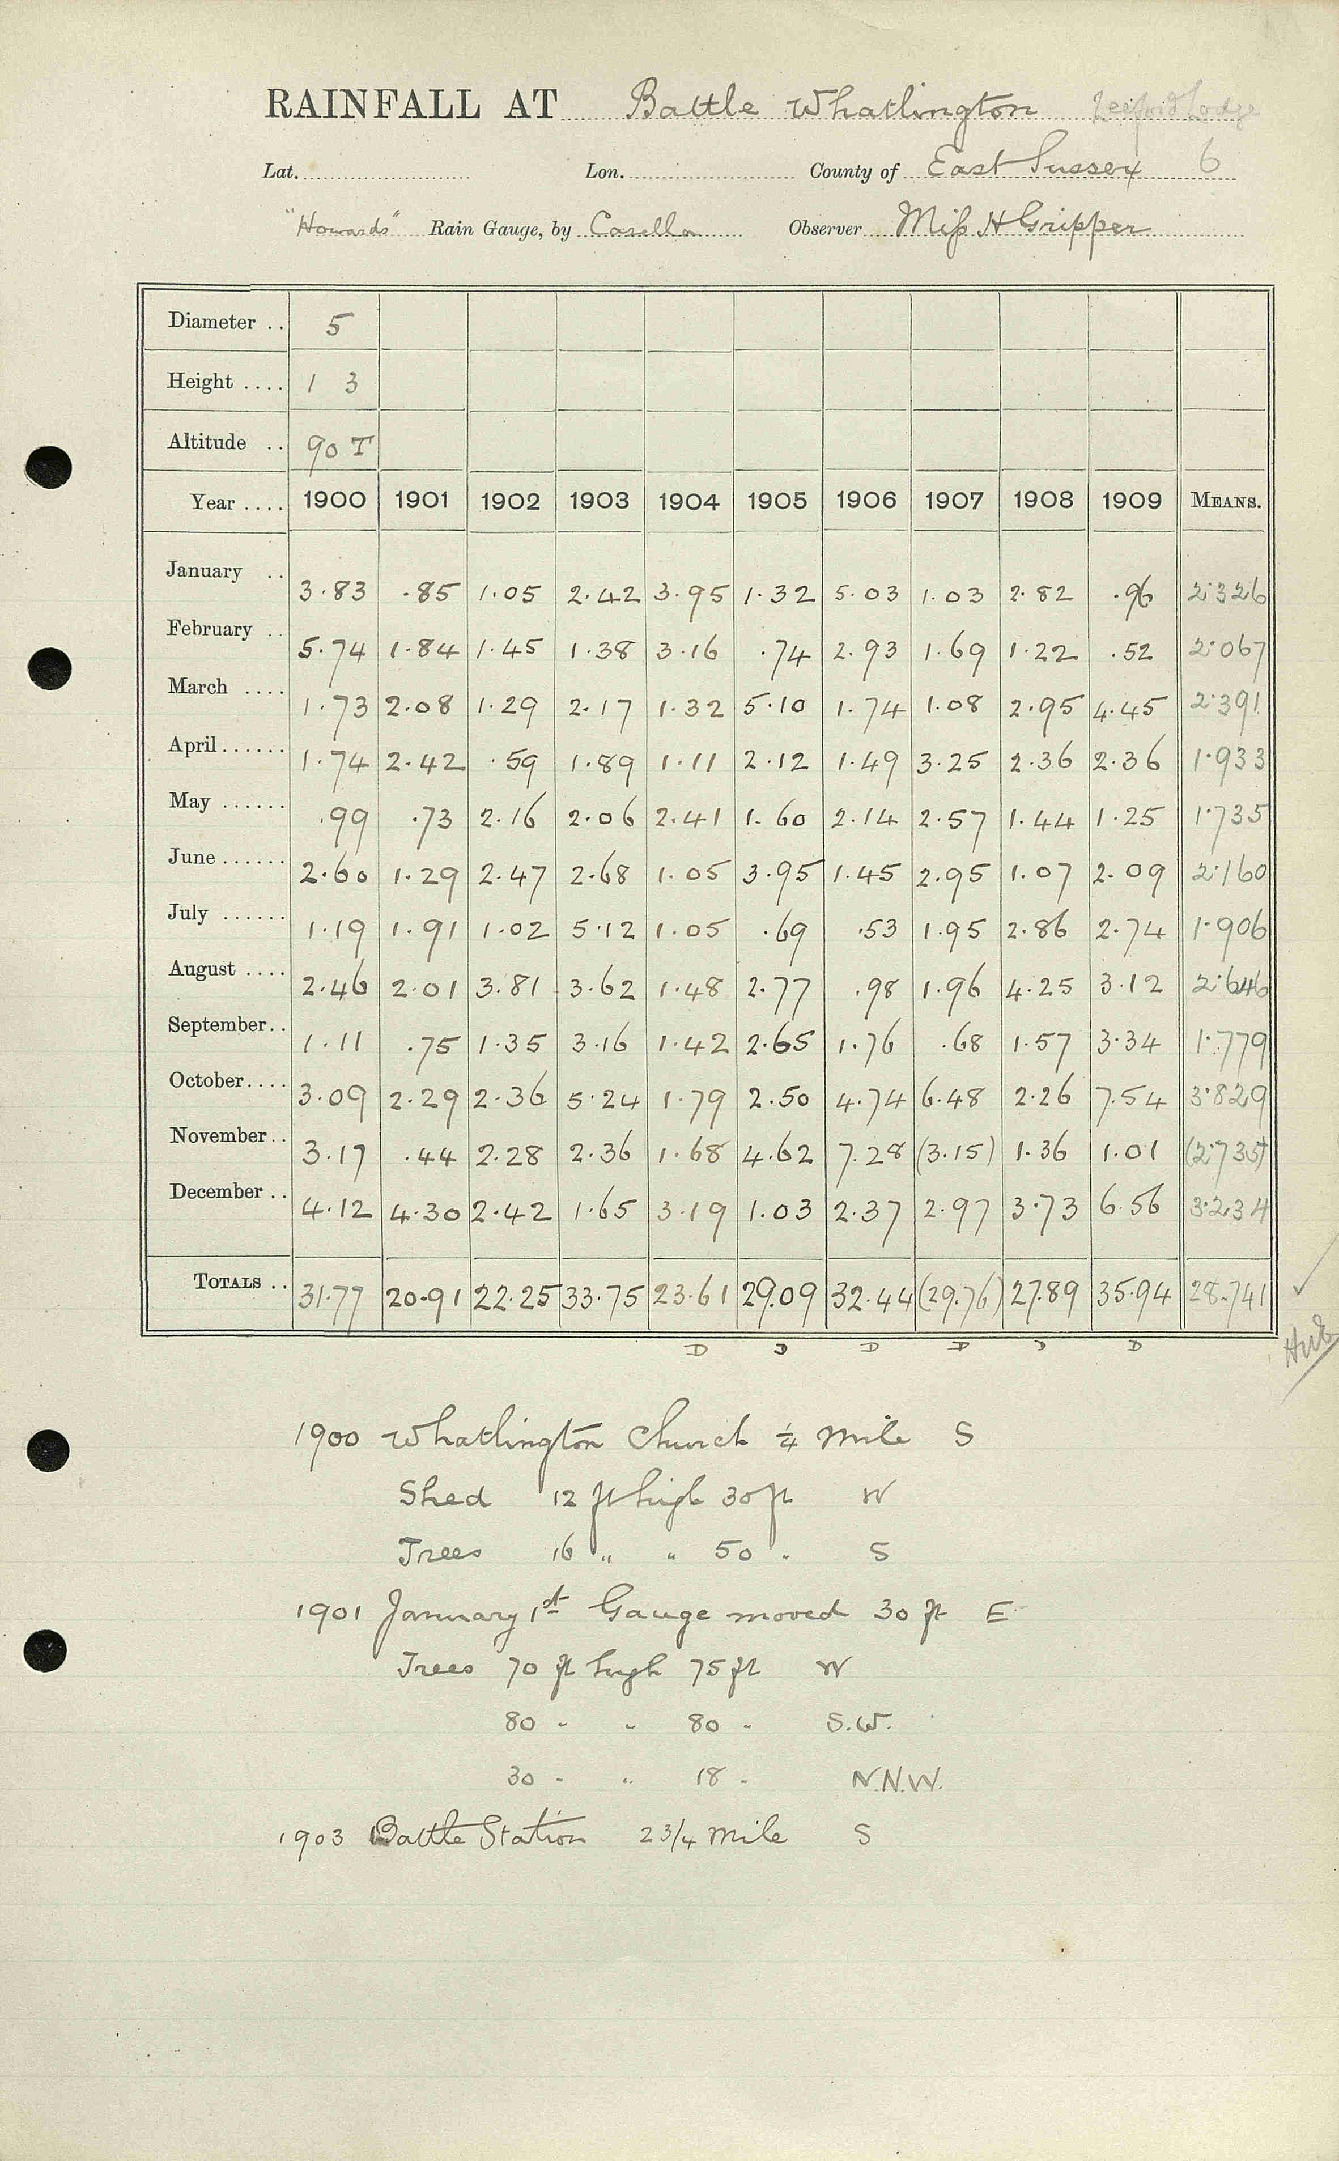 RAINFALL AT Battle Whatlington Leeford Lodge
Lat. Lon. County of East Sussex 6
"Howards" Rain Gauge, by Casella Observer Miss H Gripper
Diameter .. 5
Height .... 1 3
Altitude .. 90 T
Year .... 1900 1901 1902 1903 1904 1905 1906 1907 1908 1909 MEANS.
January .. 3.83 .85 1.05 2.42 3.95 1.32 5.03 1.03 2.82 .96 2.326
February .. 5.74 1.84 1.45 1.38 3.16 .74 2.93 1.69 1.22 .52 2.067
March .... 1.73 2.08 1.29 2.17 1.32 5.10 1.74 1.08 2.95 4.45 2.391
April ...... 1.74 2.42 .59 1.89 1.11 2.12 1.49 3.25 2.36 2.36 1.933
May ...... .99 .73 2.16 2.06 2.41 1.60 2.14 2.57 1.44 1.25 1.735
June ...... 2.60 1.29 2.47 2.68 1.05 3.95 1.45 2.95 1.07 2.09 2.160
July ...... 1.19 1.91 1.02 5.12 1.05 .69 .53 1.95 2.86 2.74 1.906
August .... 2.46 2.01 3.81 3.62 1.48 2.77 .98 1.96 4.25 3.12 2.646
September.. 1.11 .75 1.35 3.16 1.42 2.65 1.76 .68 1.57 3.34 1.779
October.... 3.09 2.29 2.36 5.24 1.79 2.50 4.74 6.48 2.26 7.54 3.829
November.. 3.17 .44 2.28 2.36 1.68 4.62 7.28 (3.15) 1.36 1.01 (2.735)
December .. 4.12 4.30 2.42 1.65 3.19 1.03 2.37 2.97 3.73 6.56 3.234
TOTALS .. 31.77 20.91 22.25 33.75 23.61 29.09 32.44 (29.76) 27.89 35.94 28.741
D D D D D D
1900 Whatlington Church ¼ mile S
Shed 12 ft high 30 ft W
Trees 16 " " 50 " S
1901 January 1st Gauge moved 30 ft E
Trees 70 ft high 75 ft W
80 " " 80 " S.W.
30 " " 18 " N.N.W.
1903 Battle Station 2 3/4 mile S